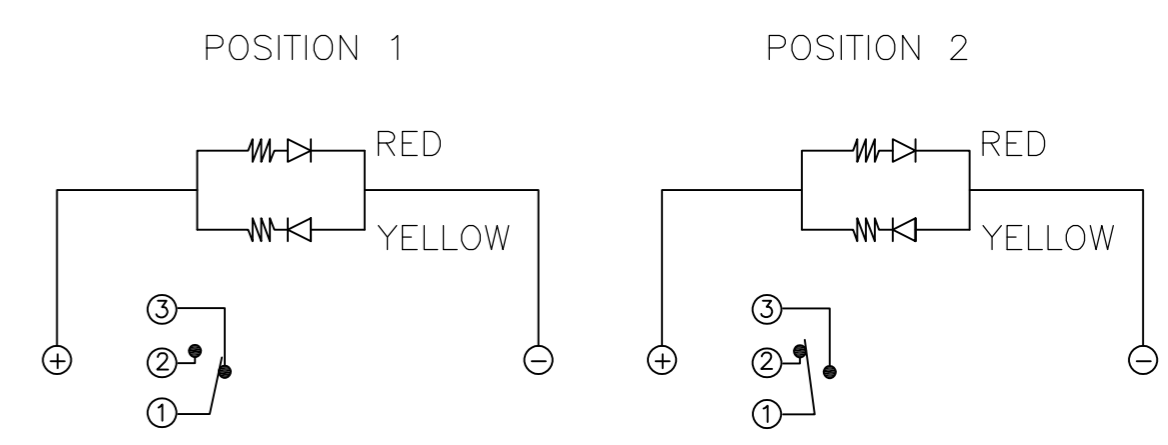 POSITION 1
POSITION 2
RED
YELLOW
3
2
1
+
−
RED
YELLOW
3
2
1
+
−